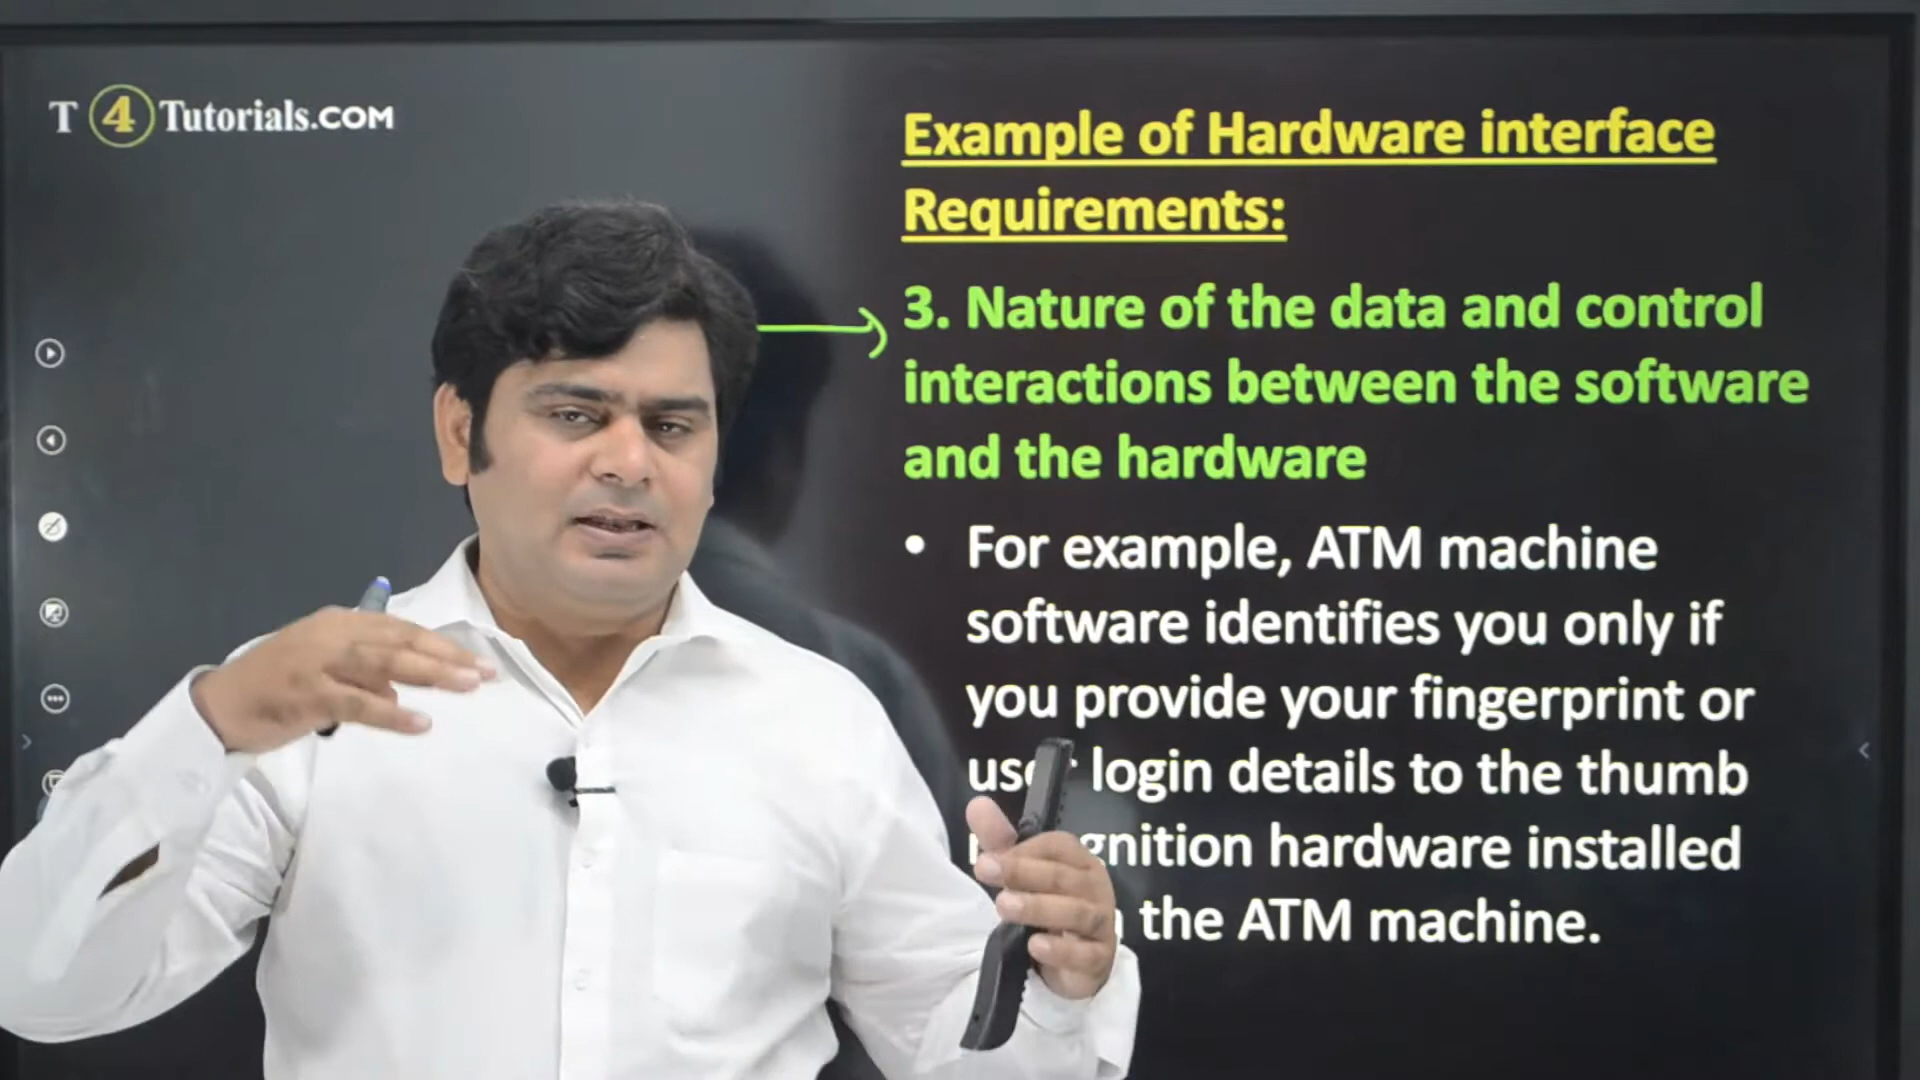 T 4 Tutorials.COM
Example of Hardware interface
Requirements:
3. Nature of the data and control
interactions between the software
and the hardware
• For example, ATM machine
software identifies you only if
you provide your fingerprint or
login details to the thumb
hardware installed
the ATM machine.